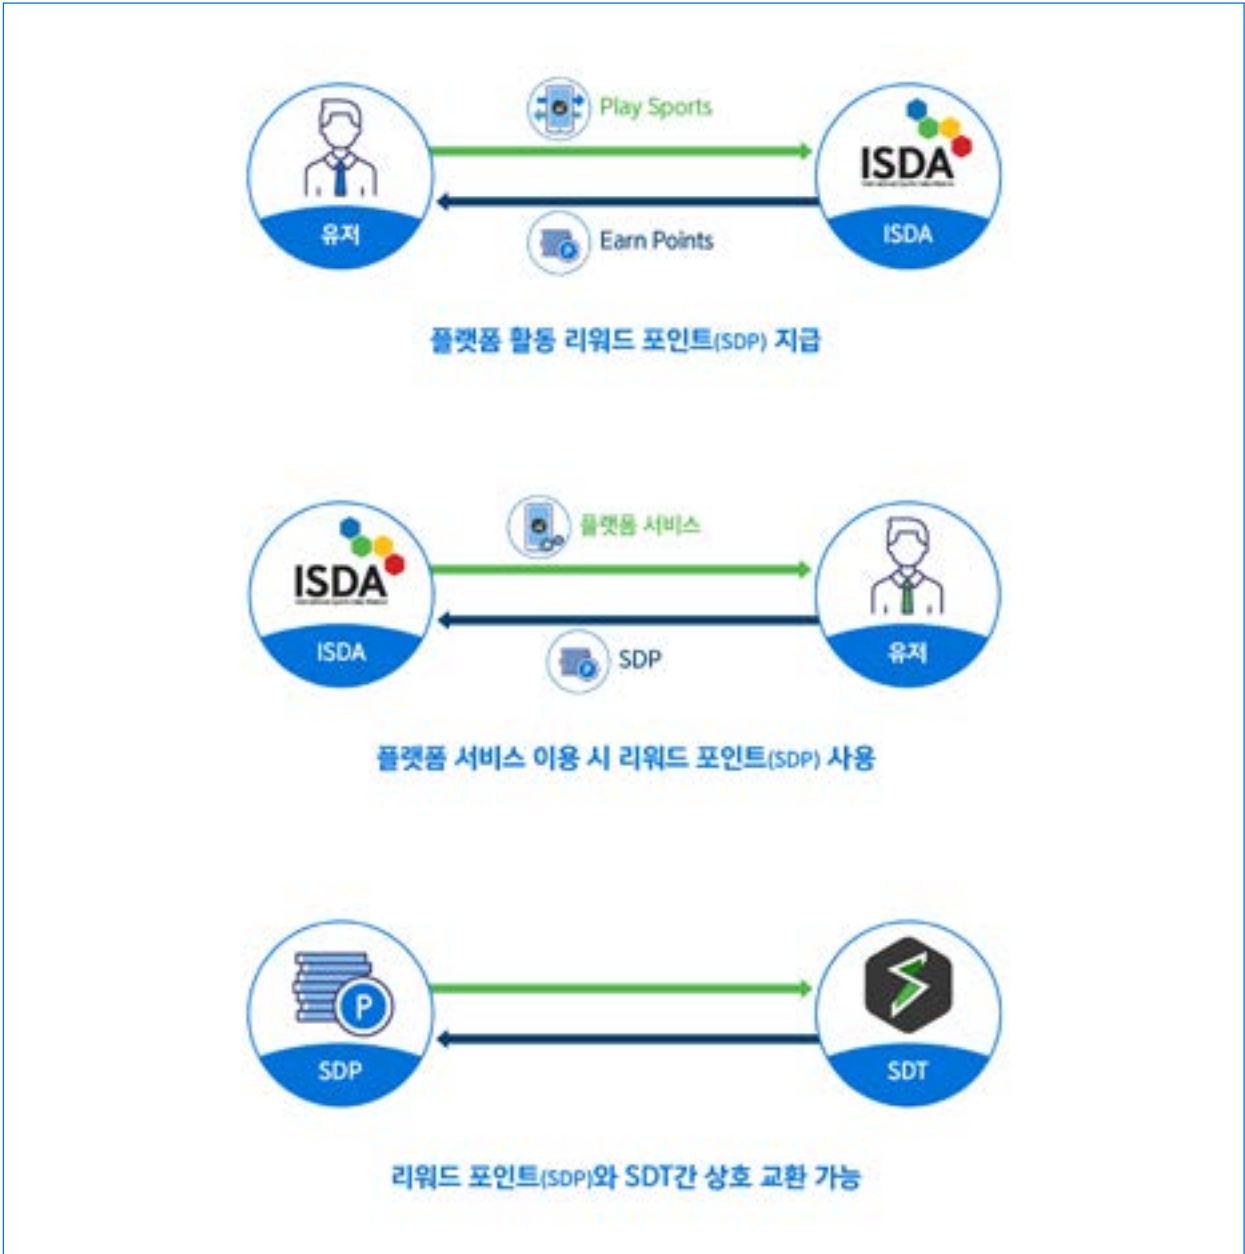 Play Sports
ISDA
유저
ISDA
Earn Points
플랫폼 활동 리워드 포인트(SDP) 지급
플랫폼 서비스
ISDA
ISDA
유저
SDP
플랫폼 서비스 이용 시 리워드 포인트(SDP) 사용
P
SDP
SDT
리워드 포인트(SDP)와 SDT간 상호 교환 가능